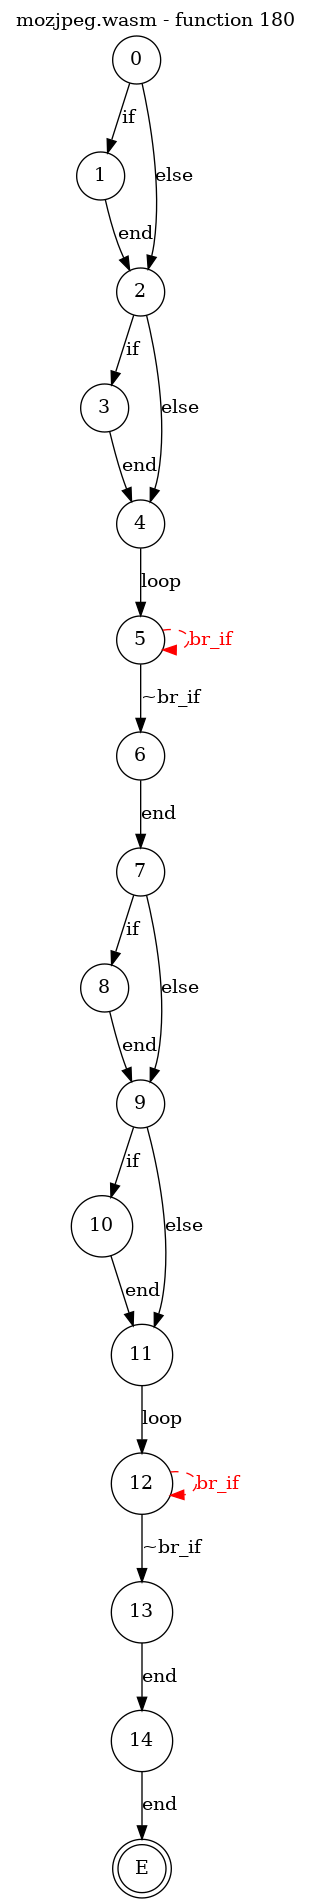 mozjpeg.wasm - function 180
0
if
1
else
end
2
if
3
else
end
4
loop
5
br_if
~br_if
6
end
7
if
8
else
end
9
if
10
else
end
11
loop
12
br_if
~br_if
13
end
14
end
E